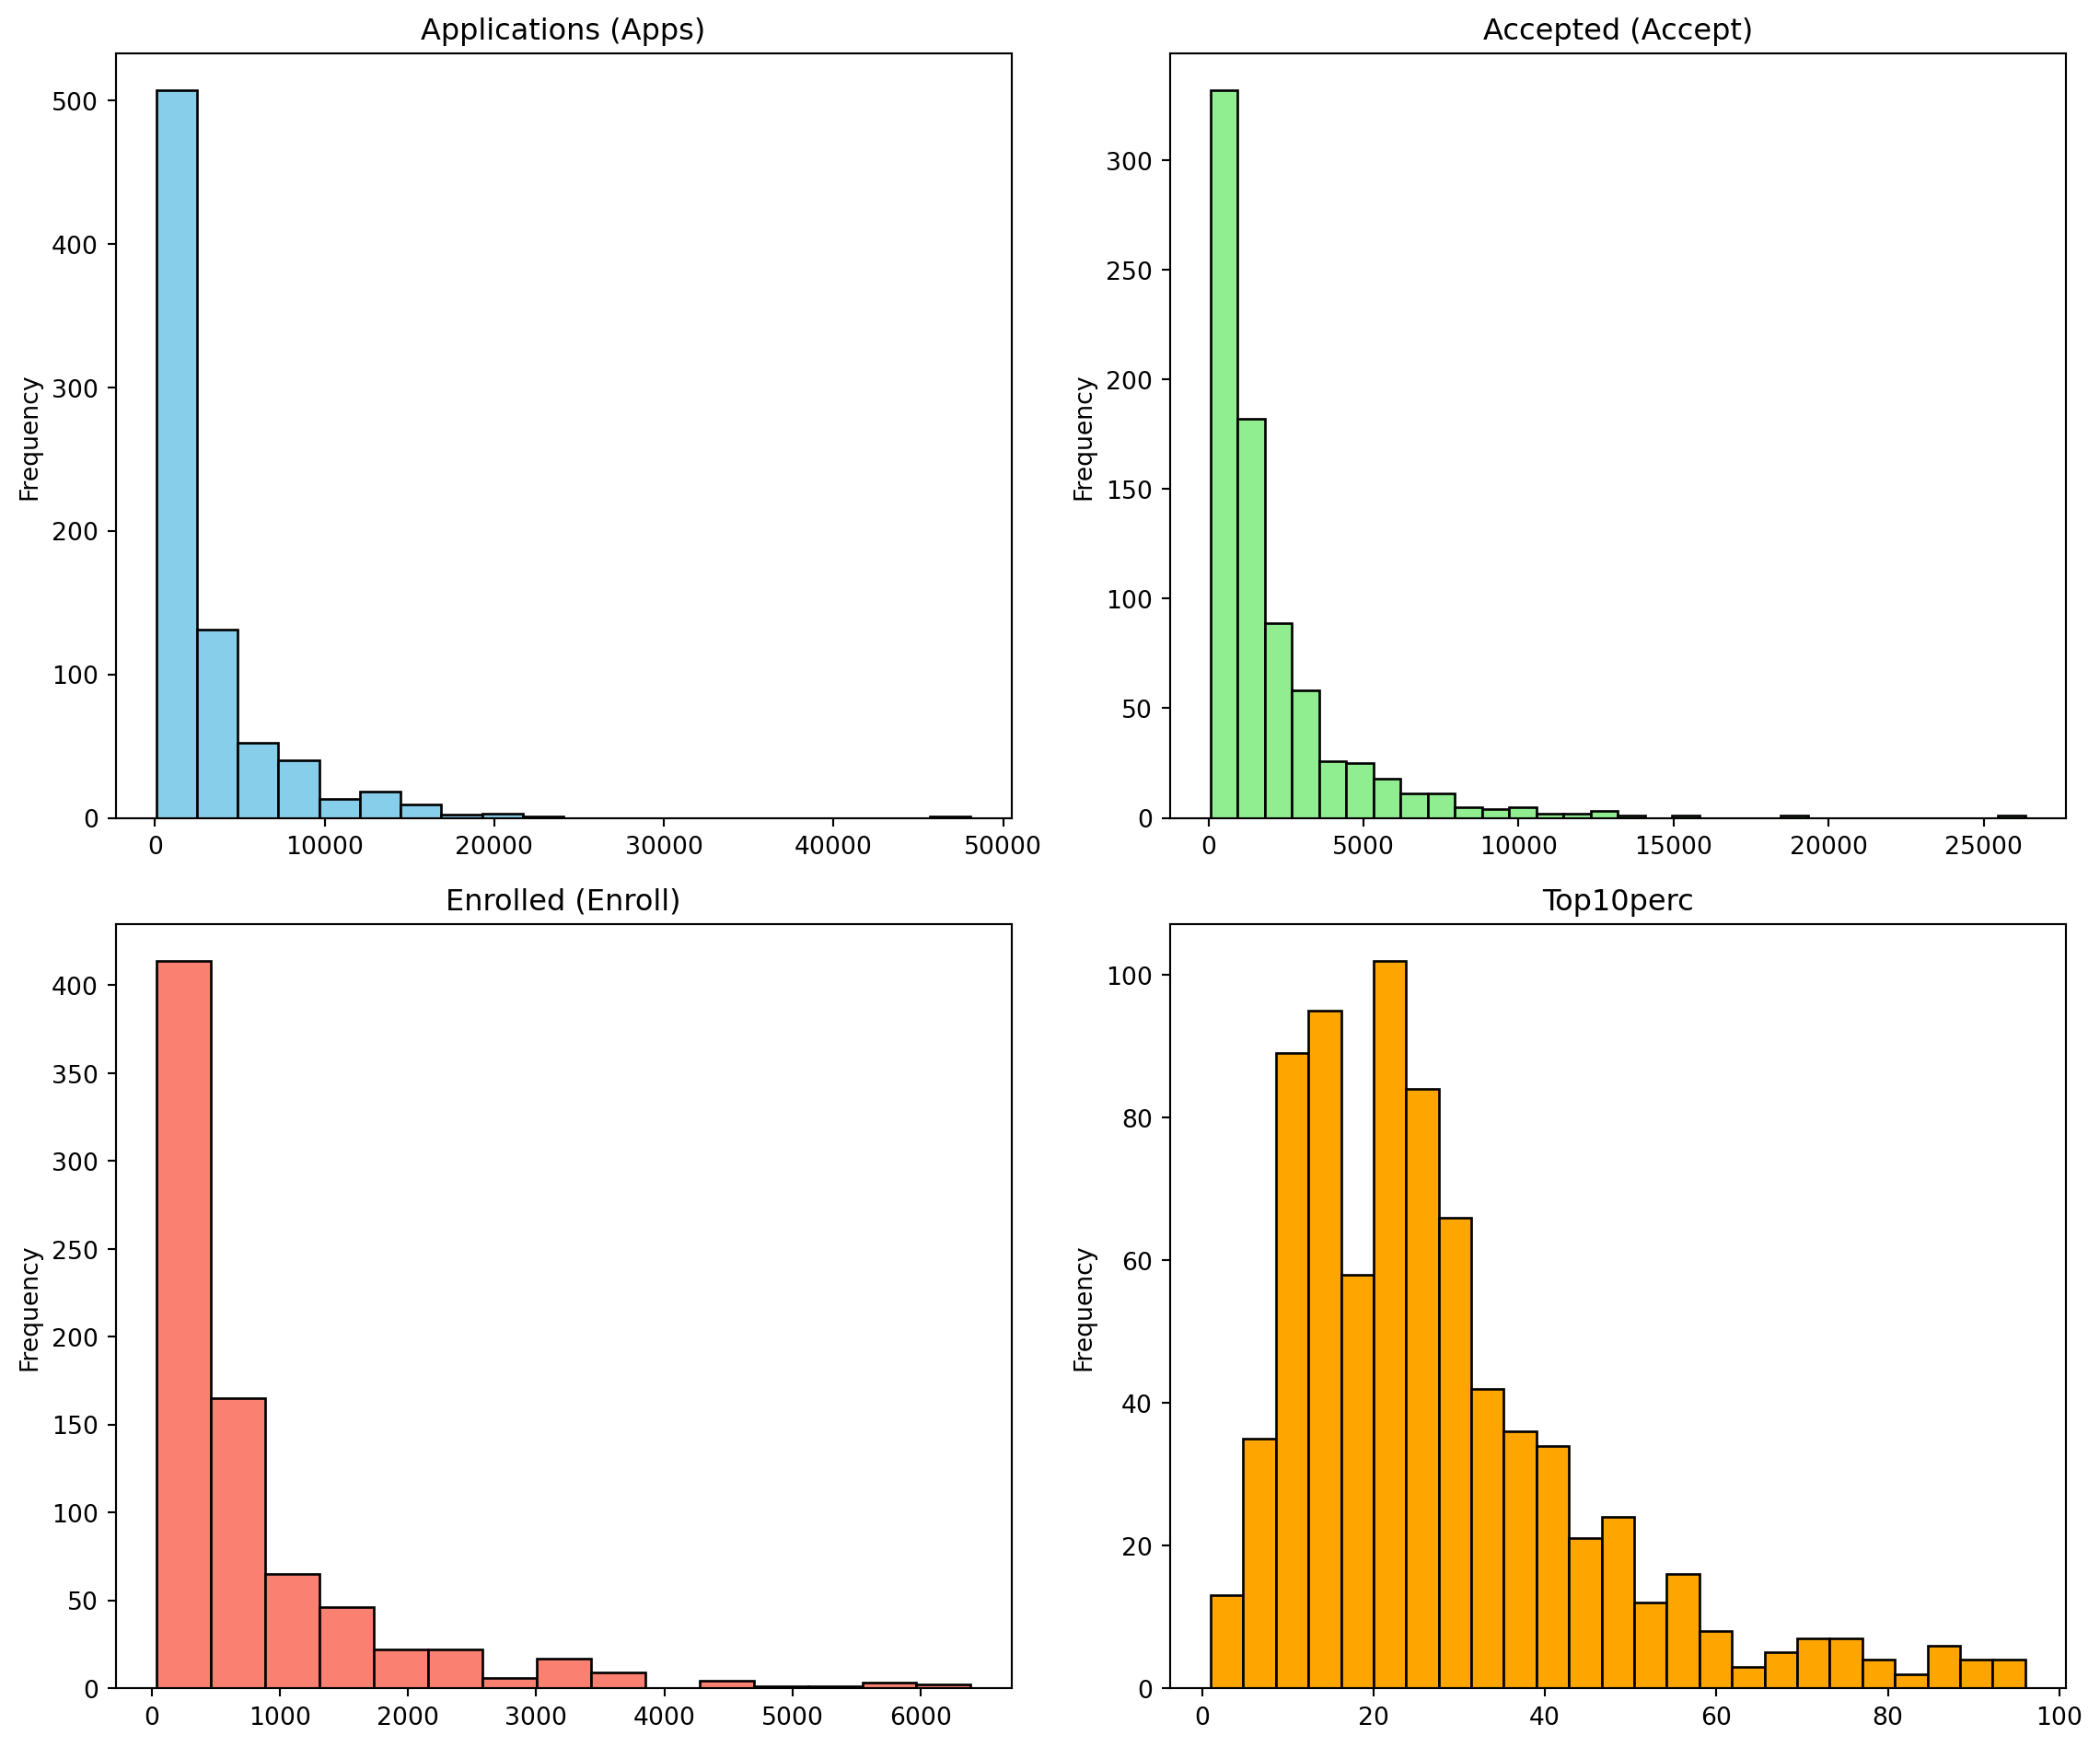 Applications (Apps)
Frequency
500
400
300
200
100
0
0 10000 20000 30000 40000 50000
Accepted (Accept)
Frequency
300
250
200
150
100
50
0
0 5000 10000 15000 20000 25000
Enrolled (Enroll)
Frequency
400
350
300
250
200
150
100
50
0
0 1000 2000 3000 4000 5000 6000
Top10perc
Frequency
100
80
60
40
20
0
0 20 40 60 80 100